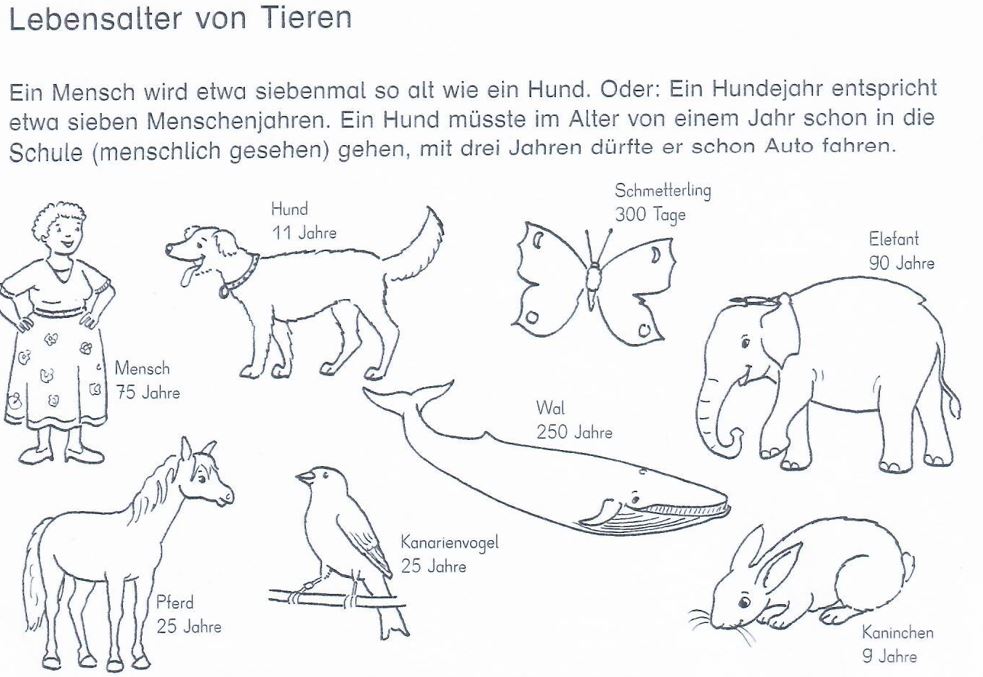 Lebensalter von Tieren
Ein Mensch wird etwa siebenmal so alt wie ein Hund. Oder: Ein Hundejahr entspricht
etwa sieben Menschenjahren. Ein Hund müsste im Alter von einem Jahr schon in die
Schule (menschlich gesehen) gehen, mit drei Jahren dürfte er schon Auto fahren.
Schmetterling
300 Tage
Hund
11 Jahre
Elefant
90 Jahre
Mensch
75 Jahre
Wal
250 Jahre
Kanarienvogel
25 Jahre
Pferd
25 Jahre
Kaninchen
9 Jahre